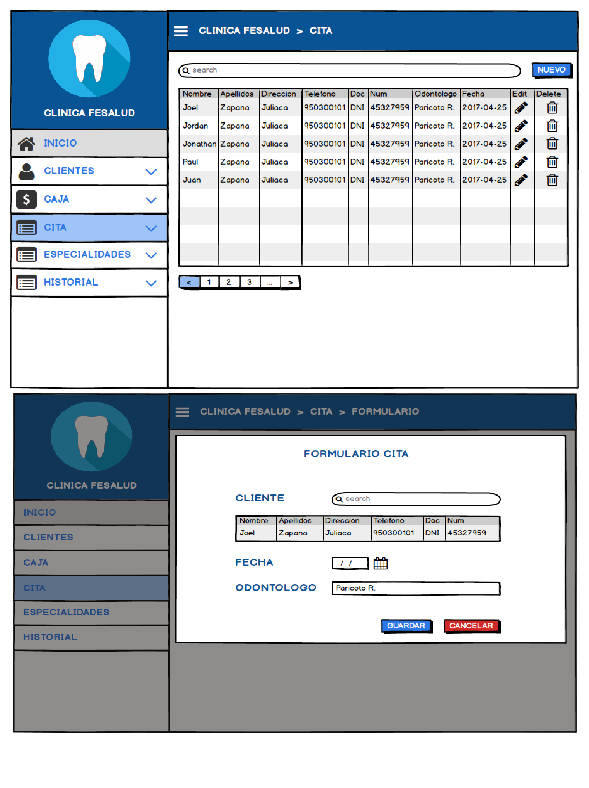 CLINICA FESALUD > CITA
CLINICA FESALUD
search
NUEVO
INICIO
CLIENTES
CAJA
CITA
ESPECIALIDADES
HISTORIAL
Nombre Apellidos Direccion Telefono Doc Num Odontologo Fecha Edit Delete
Joel Zapana Juliaca 950300101 DNI 45327959 Paricoto R. 2017-04-25
Jordan Zapana Juliaca 950300101 DNI 45327959 Paricoto R. 2017-04-25
Jonathan Zapana Juliaca 950300101 DNI 45327959 Paricoto R. 2017-04-25
Paul Zapana Juliaca 950300101 DNI 45327959 Paricoto R. 2017-04-25
Juan Zapana Juliaca 950300101 DNI 45327959 Paricoto R. 2017-04-25
< 1 2 3 ... >
CLINICA FESALUD > CITA > FORMULARIO
CLINICA FESALUD
INICIO
CLIENTES
CAJA
CITA
ESPECIALIDADES
HISTORIAL
FORMULARIO CITA
CLIENTE search
Nombre Apellidos Direccion Telefono Doc Num
Joel Zapana Juliaca 950300101 DNI 45327959
FECHA / /
ODONTOLOGO Paricoto R.
GUARDAR CANCELAR